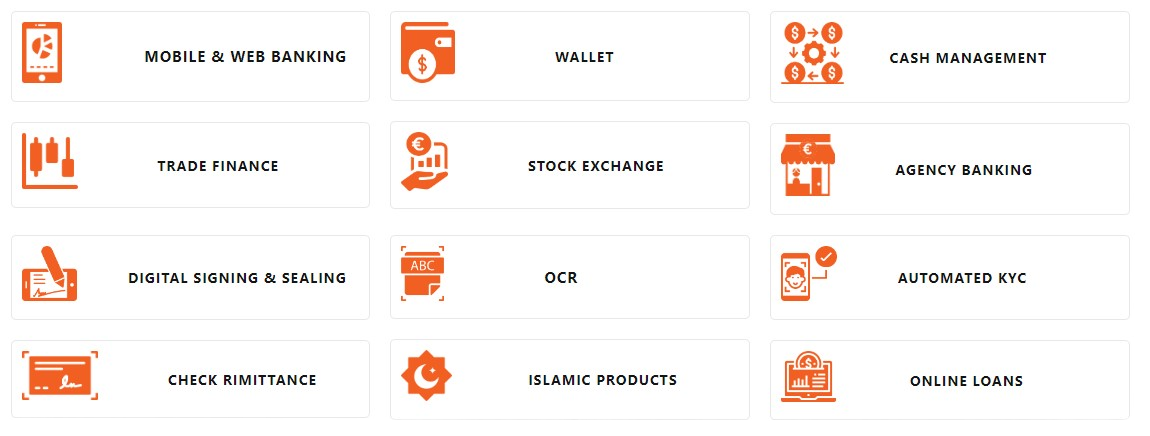 MOBILE & WEB BANKING
WALLET
CASH MANAGEMENT
TRADE FINANCE
STOCK EXCHANGE
AGENCY BANKING
DIGITAL SIGNING & SEALING
ABC
OCR
AUTOMATED KYC
CHECK RIMITTANCE
ISLAMIC PRODUCTS
ONLINE LOANS